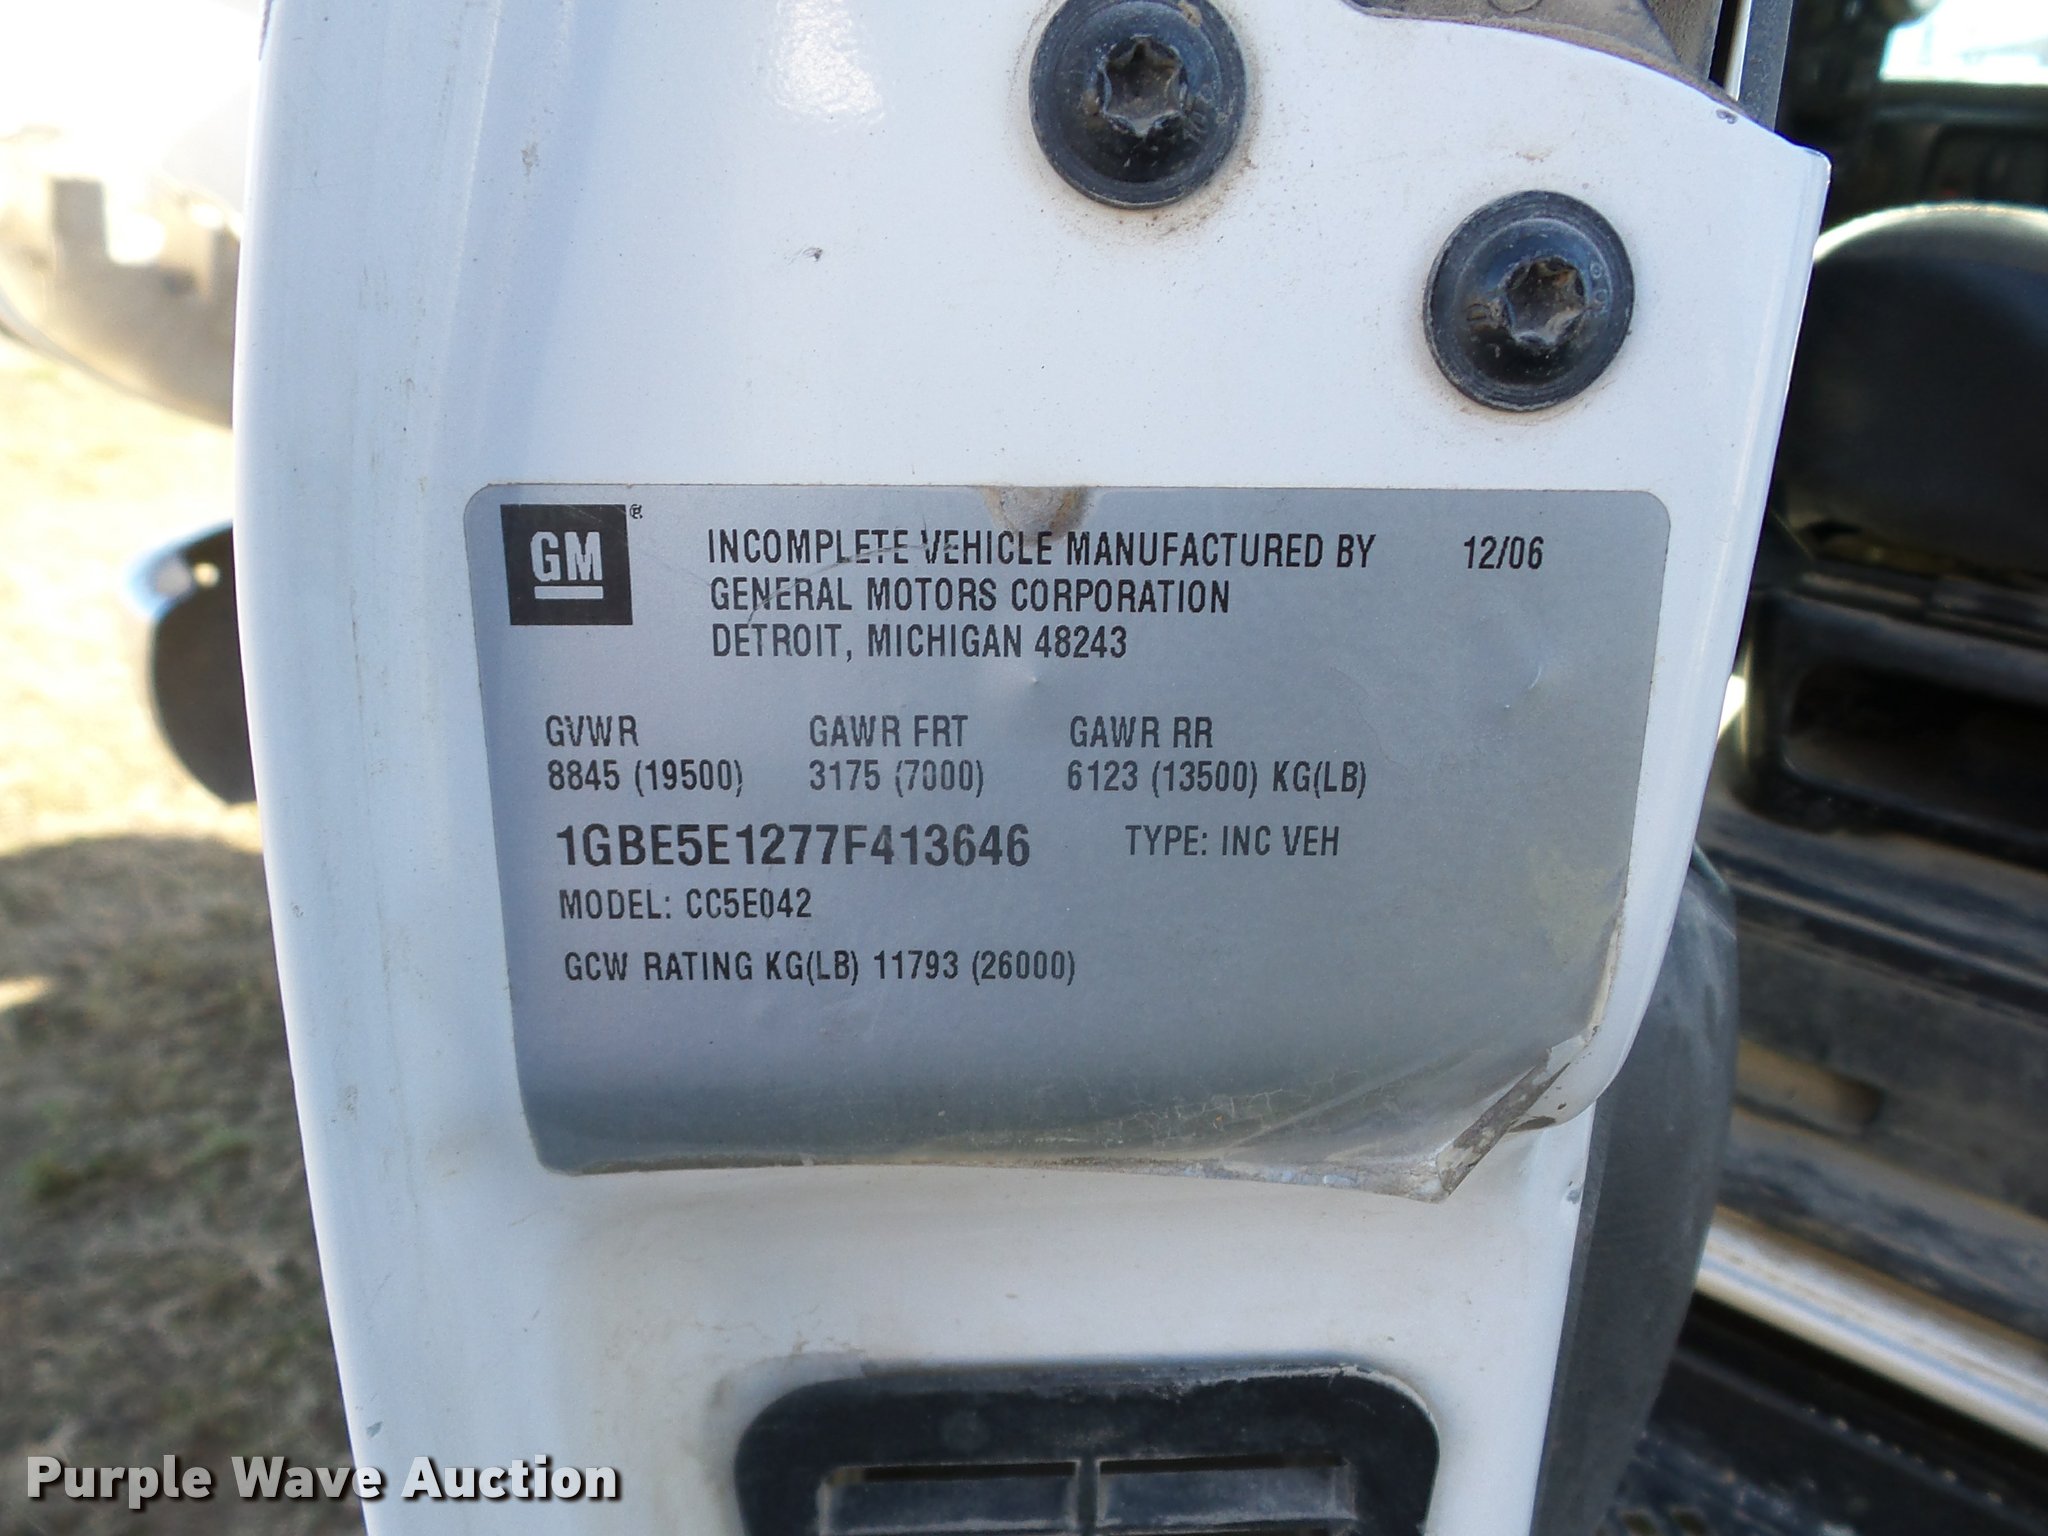 GM
INCOMPLETE VEHICLE MANUFACTURED BY 12/06
GENERAL MOTORS CORPORATION
DETROIT, MICHIGAN 48243
GVWR GAWR FRT GAWR RR
8845 (19500) 3175 (7000) 6123 (13500) KG(LB)
1GBE5E1277F413646 TYPE: INC VEH
MODEL: CC5E042
GCW RATING KG(LB) 11793 (26000)
Purple Wave Auction